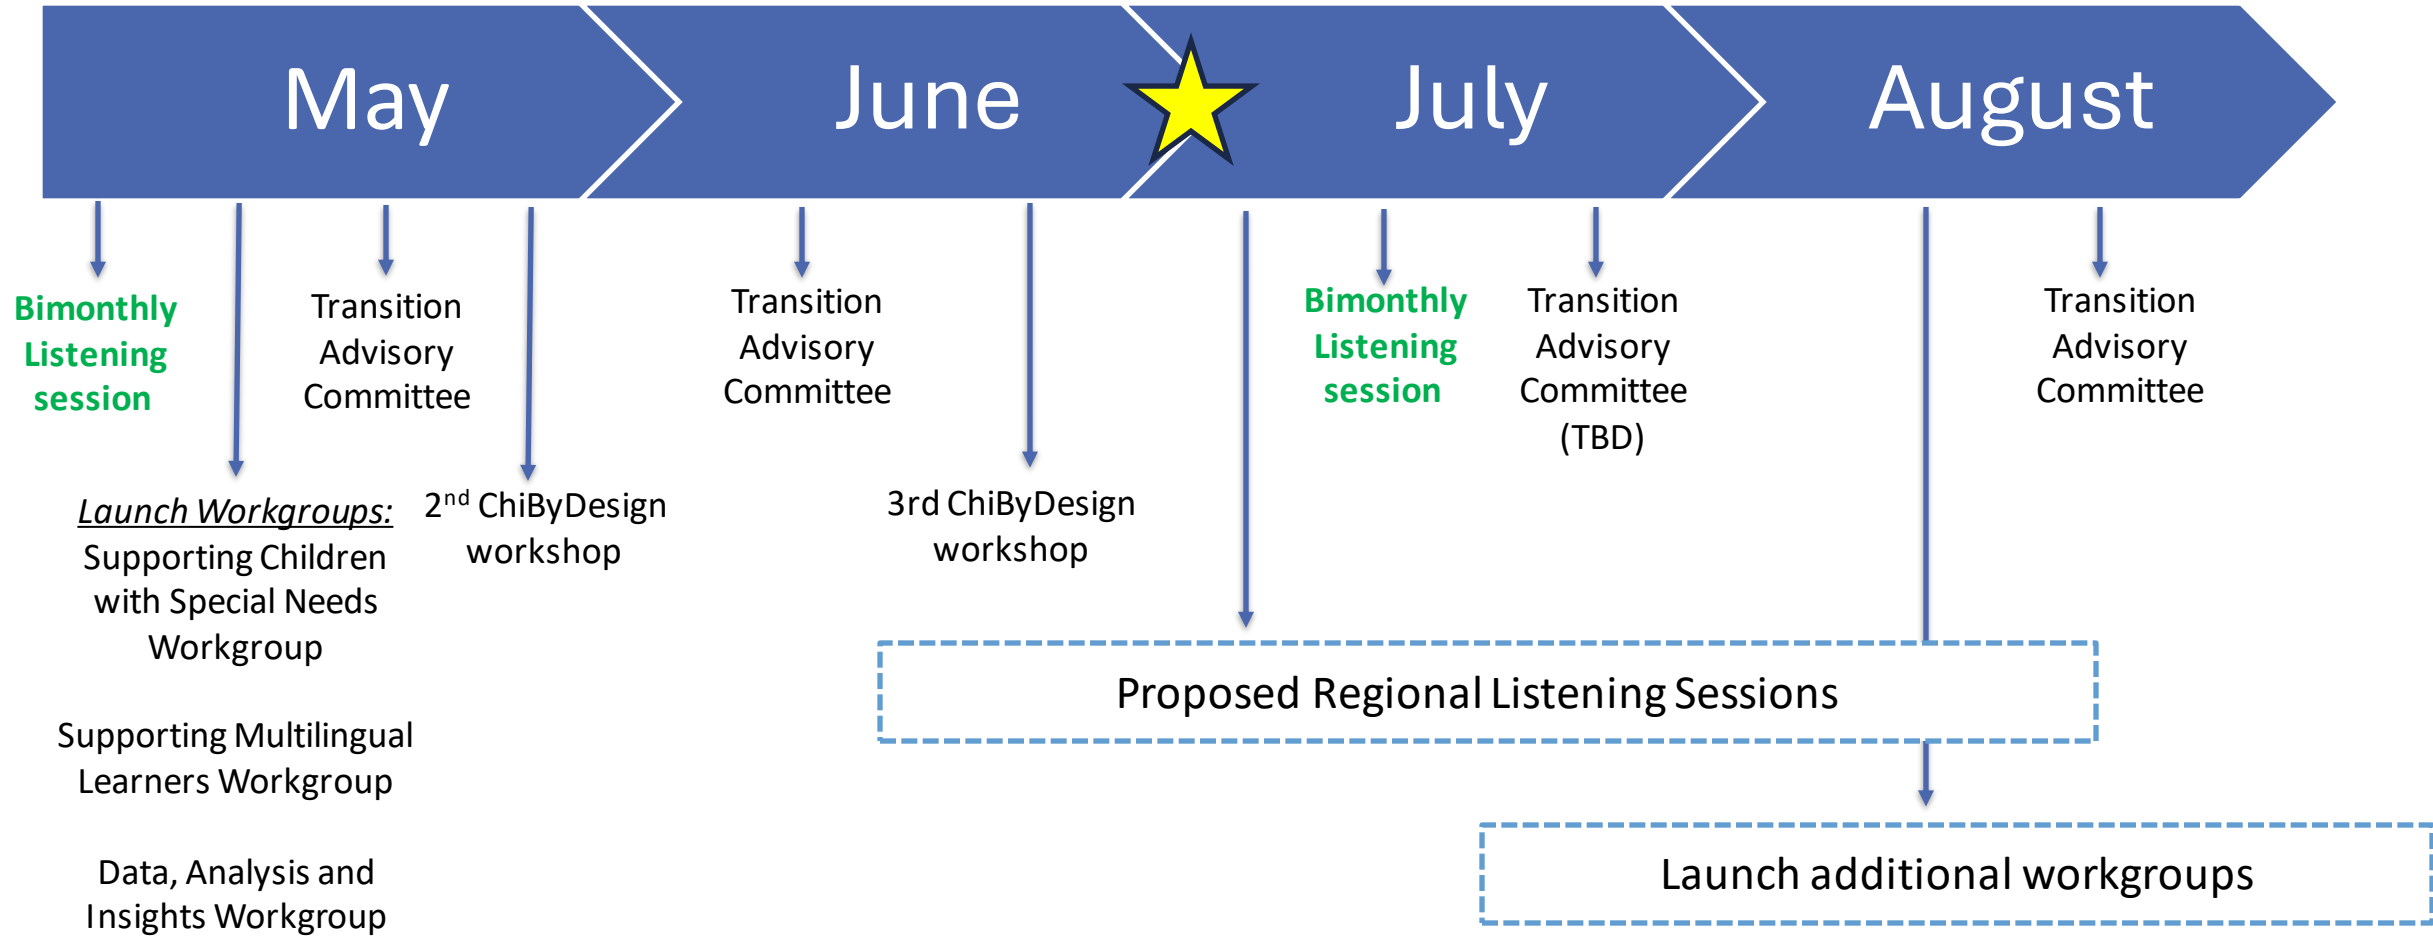 May
June
July
August
Bimonthly
Listening
session
Launch Workgroups:
Supporting Children
with Special Needs
Workgroup
Supporting Multilingual
Learners Workgroup
Data, Analysis and
Insights Workgroup
Transition
Advisory
Committee
2nd ChiByDesign
workshop
Transition
Advisory
Committee
3rd ChiByDesign
workshop
Proposed Regional Listening Sessions
Bimonthly
Listening
session
Transition
Advisory
Committee
(TBD)
Launch additional workgroups
Transition
Advisory
Committee